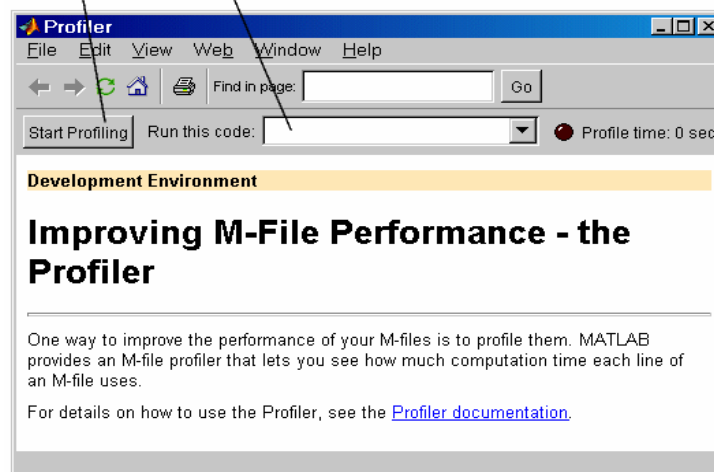 Profiler
File Edit View Web Window Help
Find in page: Go
Start Profiling Run this code: Profile time: 0 sec
Development Environment
Improving M-File Performance - the
Profiler
One way to improve the performance of your M-files is to profile them. MATLAB
provides an M-file profiler that lets you see how much computation time each line of
an M-file uses.
For details on how to use the Profiler, see the Profiler documentation.